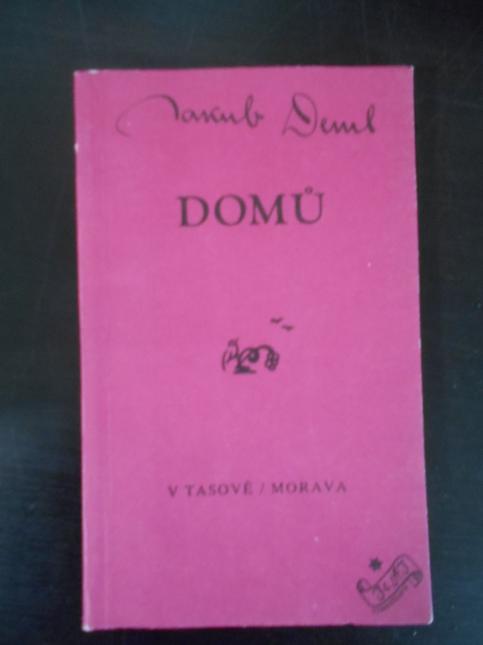 Jakub Deml
DOMŮ
V TASOVĚ / MORAVA